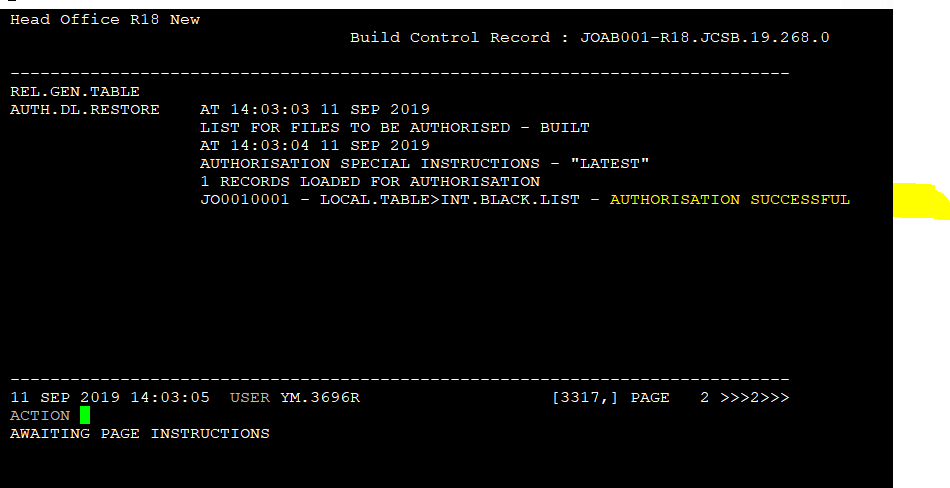 Head Office R18 New
Build Control Record : JOAB001-R18.JCSB.19.268.0
------------------------------------------------------------------------------
REL.GEN.TABLE
AUTH.DL.RESTORE AT 14:03:03 11 SEP 2019
LIST FOR FILES TO BE AUTHORISED - BUILT
AT 14:03:04 11 SEP 2019
AUTHORISATION SPECIAL INSTRUCTIONS - "LATEST"
1 RECORDS LOADED FOR AUTHORISATION
JO0010001 - LOCAL.TABLE>INT.BLACK.LIST - AUTHORISATION SUCCESSFUL
------------------------------------------------------------------------------
11 SEP 2019 14:03:05 USER YM.3696R [3317,] PAGE 2 >>>2>>>
ACTION
AWAITING PAGE INSTRUCTIONS